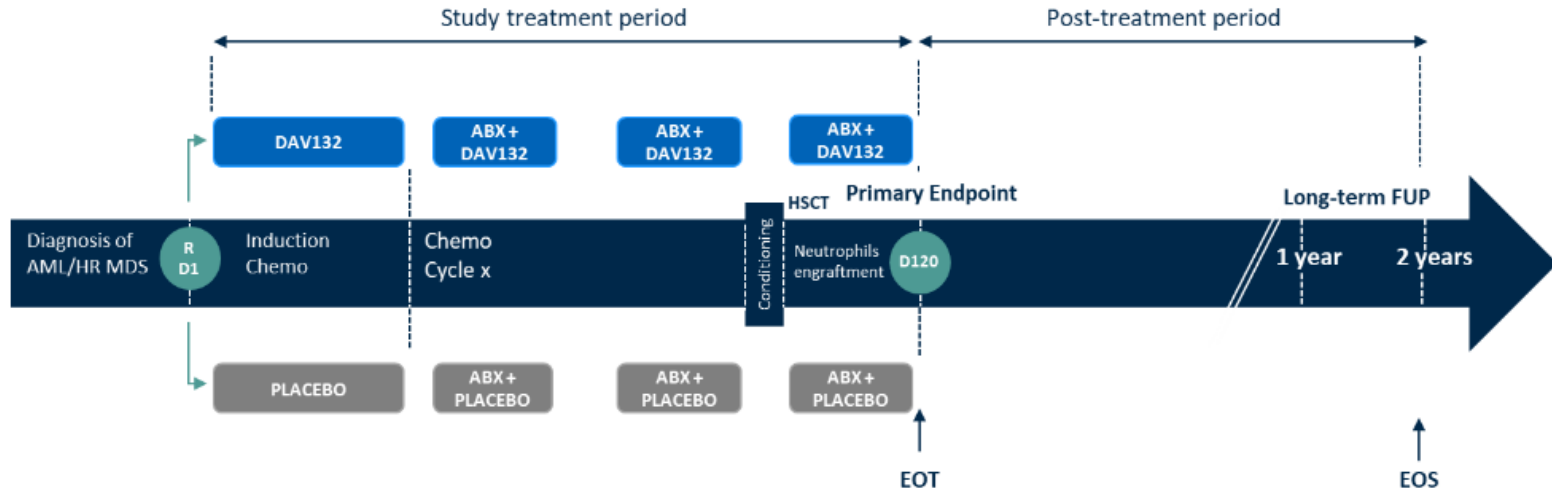 Study treatment period
Post-treatment period
DAV132
ABX +
DAV132
ABX +
DAV132
ABX +
DAV132
HSCT
Primary Endpoint
Long-term FUP
Diagnosis of
AML/HR MDS
R
D1
Induction
Chemo
Chemo
Cycle x
Conditioning
Neutrophils
engraftment
D120
1 year
2 years
PLACEBO
ABX +
PLACEBO
ABX +
PLACEBO
ABX +
PLACEBO
EOT
EOS